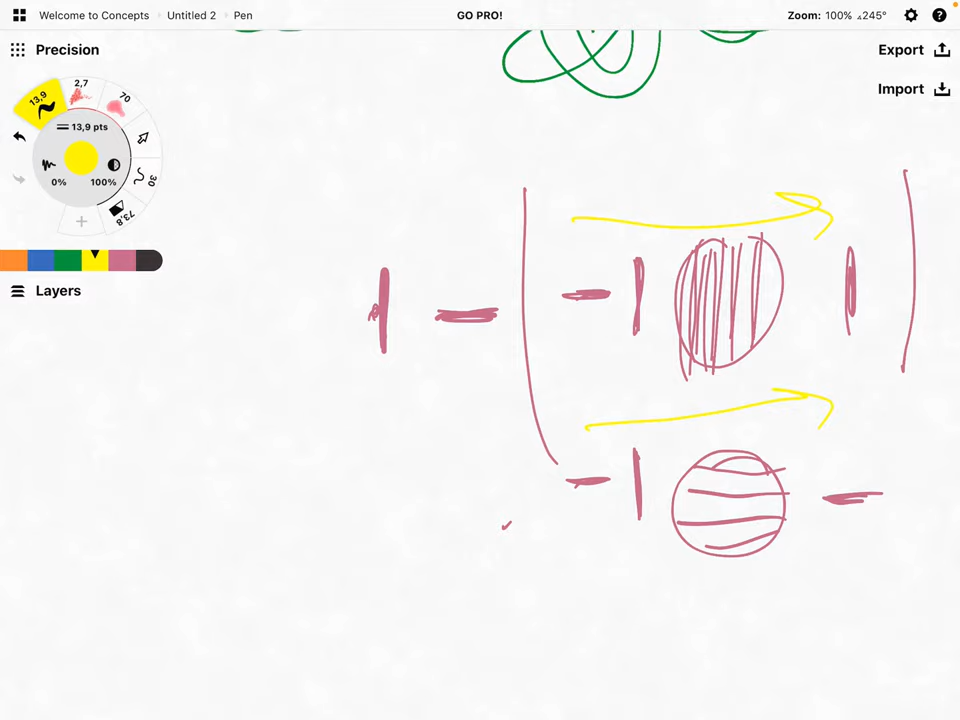 Welcome to Concepts › Untitled 2 › Pen
GO PRO!
Zoom: 100% ⊿245°
Precision
Export
Import
13,9
2,7
70
30
73,8
13,9 pts
0%
100%
Layers